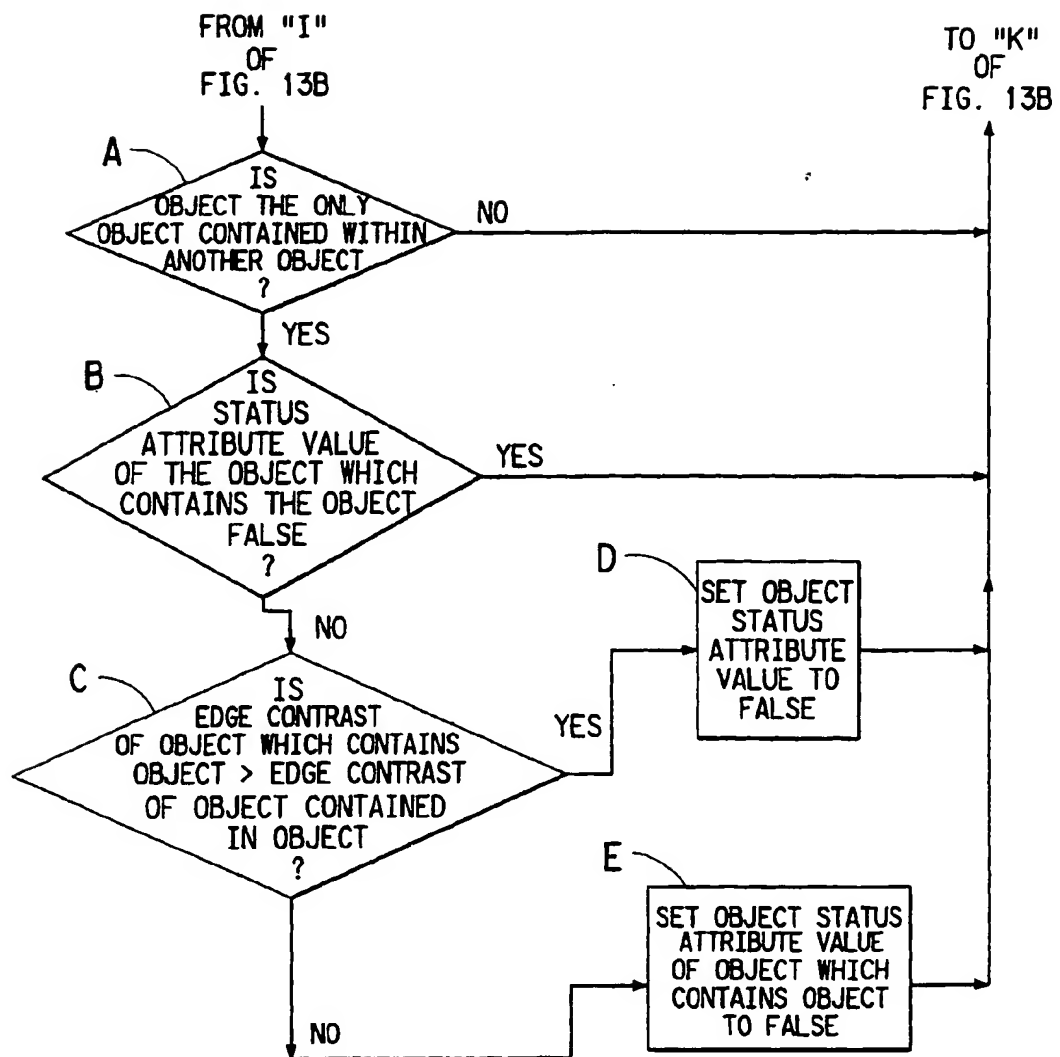 FROM "I"
OF
FIG. 13B
TO "K"
OF
FIG. 13B
A
IS
OBJECT THE ONLY
OBJECT CONTAINED WITHIN
ANOTHER OBJECT
?
NO
YES
B
IS
STATUS
ATTRIBUTE VALUE
OF THE OBJECT WHICH
CONTAINS THE OBJECT
FALSE
?
YES
NO
C
IS
EDGE CONTRAST
OF OBJECT WHICH CONTAINS
OBJECT > EDGE CONTRAST
OF OBJECT CONTAINED
IN OBJECT
?
YES
D
SET OBJECT
STATUS
ATTRIBUTE
VALUE TO
FALSE
NO
E
SET OBJECT STATUS
ATTRIBUTE VALUE
OF OBJECT WHICH
CONTAINS OBJECT
TO FALSE